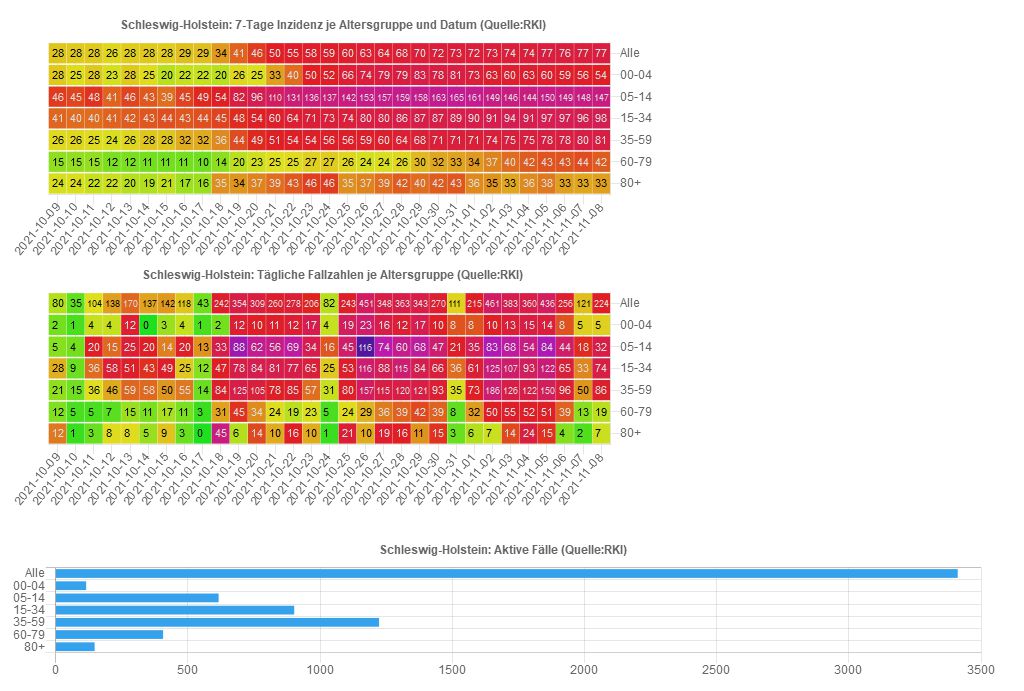 Schleswig-Holstein: 7-Tage Inzidenz je Altersgruppe und Datum (Quelle:RKI)
28 28 28 26 28 28 28 29 29 34 41 46 50 55 58 59 60 63 64 68 70 72 73 72 73 74 74 77 76 77 77 Alle
28 25 28 23 28 25 20 22 22 20 26 25 33 40 50 52 66 74 79 79 83 78 81 73 63 60 63 60 59 56 54 00-04
46 45 48 41 46 43 39 45 49 54 82 96 110 131 136 137 142 153 157 159 158 163 165 161 149 146 144 150 149 148 147 05-14
41 40 40 41 42 43 44 43 44 45 48 54 60 64 71 73 74 80 80 86 87 87 89 90 91 94 91 97 97 96 98 15-34
26 26 25 24 26 28 28 32 32 36 44 49 51 54 54 56 56 59 60 64 68 71 71 71 74 75 75 78 78 80 81 35-59
15 15 15 12 12 11 11 11 10 14 20 23 25 25 27 27 26 24 24 26 30 32 33 34 37 40 42 43 43 44 42 60-79
24 24 22 22 20 19 21 17 16 35 34 37 39 43 46 46 35 37 39 42 40 42 43 36 35 33 36 38 33 33 33 80+
2021-10-09 2021-10-10 2021-10-11 2021-10-12 2021-10-13 2021-10-14 2021-10-15 2021-10-16 2021-10-17 2021-10-18 2021-10-19 2021-10-20 2021-10-21 2021-10-22 2021-10-23 2021-10-24 2021-10-25 2021-10-26 2021-10-27 2021-10-28 2021-10-29 2021-10-30 2021-10-31 2021-11-01 2021-11-02 2021-11-03 2021-11-04 2021-11-05 2021-11-06 2021-11-07 2021-11-08
Schleswig-Holstein: Tägliche Fallzahlen je Altersgruppe (Quelle:RKI)
80 35 104 138 170 137 142 118 43 242 354 309 260 278 206 82 243 451 348 363 343 270 111 215 461 383 360 436 256 121 224 Alle
2 1 4 4 12 0 3 4 1 2 12 10 11 12 17 4 19 23 16 12 17 10 8 8 10 13 15 14 8 5 5 00-04
5 4 20 15 25 20 14 20 13 33 88 62 56 69 34 16 45 116 74 60 68 47 21 35 83 68 54 84 44 18 32 05-14
28 9 36 58 51 43 49 25 12 47 78 84 81 77 65 25 53 116 88 115 84 66 36 61 125 107 93 122 65 33 74 15-34
21 15 36 46 59 58 50 55 14 84 125 105 78 85 57 31 80 157 115 120 121 93 35 73 186 126 122 150 96 50 86 35-59
12 5 5 7 15 11 17 11 3 31 45 34 24 19 23 5 24 29 36 39 42 39 8 32 50 55 52 51 39 13 19 60-79
12 1 3 8 8 5 9 3 0 45 6 14 10 16 10 1 21 10 19 16 11 15 3 6 7 14 24 15 4 2 7 80+
2021-10-09 2021-10-10 2021-10-11 2021-10-12 2021-10-13 2021-10-14 2021-10-15 2021-10-16 2021-10-17 2021-10-18 2021-10-19 2021-10-20 2021-10-21 2021-10-22 2021-10-23 2021-10-24 2021-10-25 2021-10-26 2021-10-27 2021-10-28 2021-10-29 2021-10-30 2021-10-31 2021-11-01 2021-11-02 2021-11-03 2021-11-04 2021-11-05 2021-11-06 2021-11-07 2021-11-08
Schleswig-Holstein: Aktive Fälle (Quelle:RKI)
Alle
00-04
05-14
15-34
35-59
60-79
80+
0 500 1000 1500 2000 2500 3000 3500